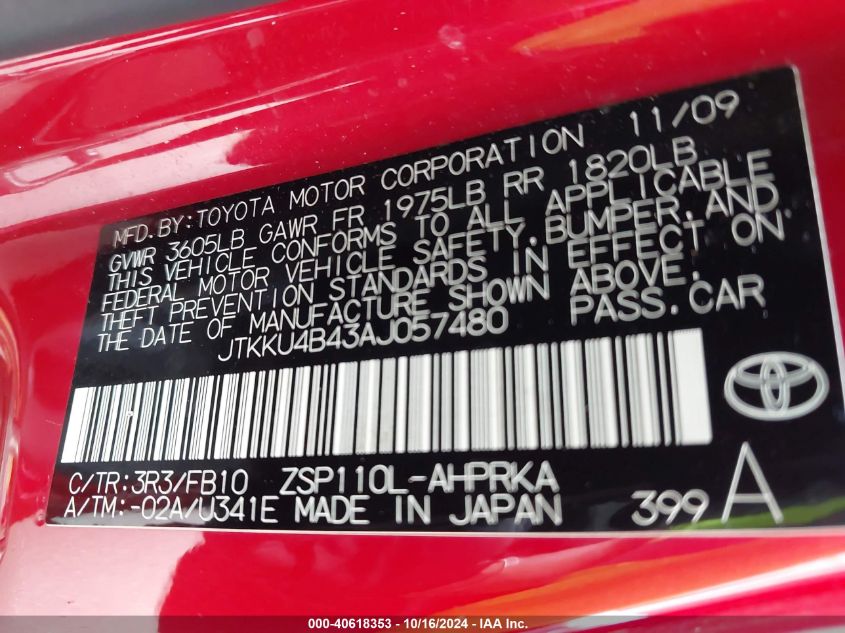 MFD.BY:TOYOTA MOTOR CORPORATION 11/09
GVWR 3605LB GAWR FR 1975LB RR 1820LB
THIS VEHICLE CONFORMS TO ALL APPLICABLE
FEDERAL MOTOR VEHICLE SAFETY,BUMPER,AND
THEFT PREVENTION STANDARDS IN EFFECT ON
THE DATE OF MANUFACTURE SHOWN ABOVE.
JTKKU4B43AJ057480 PASS.CAR
C/TR:3R3/FB10 ZSP110L-AHPRKA
A/TM:-02A/U341E MADE IN JAPAN 399 A
000-40618353 - 10/16/2024 - IAA Inc.